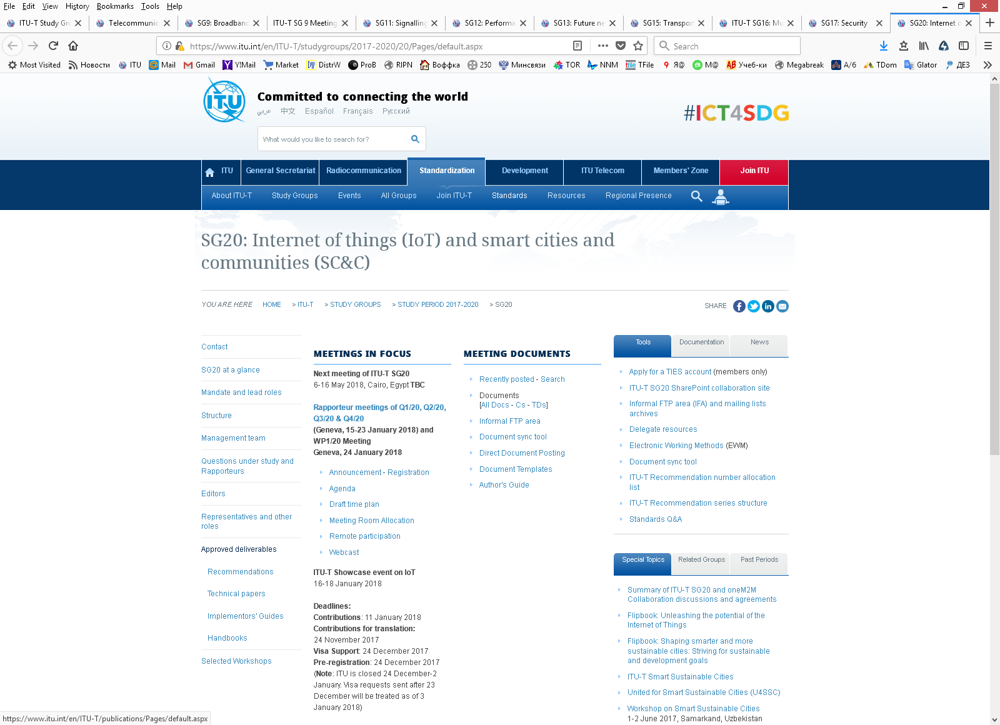 File Edit View History Bookmarks Tools Help
ITU-T Study Gr
Telecommunic
SG9: Broadband
ITU-T SG 9 Meeting
SG11: Signalling
SG12: Performa
SG13: Future ne
SG15: Transport
ITU-T SG16: Mu
SG17: Security
SG20: Internet o
https://www.itu.int/en/ITU-T/studygroups/2017-2020/20/Pages/default.aspx
Search
Most Visited Новости ITU Mail Gmail Y!Mail Market DistrW ProB RIPN Воффка 250 Минсвязи TOR NNM TFile Я@ М@ Учеб-ки Megabreak А/6 TDom Glator ДЕЗ
ITU
Committed to connecting the world
عربي 中文 Español Français Русский
#ICT4SDG
What would you like to search for?
ITU General Secretariat Radiocommunication Standardization Development ITU Telecom Members' Zone Join ITU
About ITU-T Study Groups Events All Groups Join ITU-T Standards Resources Regional Presence
SG20: Internet of things (IoT) and smart cities and
communities (SC&C)
YOU ARE HERE HOME > ITU-T > STUDY GROUPS > STUDY PERIOD 2017-2020 > SG20
SHARE
Contact
SG20 at a glance
Mandate and lead roles
Structure
Management team
Questions under study and
Rapporteurs
Editors
Representatives and other
roles
Approved deliverables
Recommendations
Technical papers
Implementors' Guides
Handbooks
Selected Workshops
MEETINGS IN FOCUS
Next meeting of ITU-T SG20
6-16 May 2018, Cairo, Egypt TBC
Rapporteur meetings of Q1/20, Q2/20,
Q3/20 & Q4/20
(Geneva, 15-23 January 2018) and
WP1/20 Meeting
Geneva, 24 January 2018
Announcement - Registration
Agenda
Draft time plan
Meeting Room Allocation
Remote participation
Webcast
ITU-T Showcase event on IoT
16-18 January 2018
Deadlines:
Contributions: 11 January 2018
Contributions for translation:
24 November 2017
Visa Support: 24 December 2017
Pre-registration: 24 December 2017
(Note: ITU is closed 24 December-2
January. Visa requests sent after 23
December will be treated as of 3
January 2018)
MEETING DOCUMENTS
Recently posted - Search
Documents
[All Docs - Cs - TDs]
Informal FTP area
Document sync tool
Direct Document Posting
Document Templates
Author's Guide
Tools Documentation News
Apply for a TIES account (members only)
ITU-T SG20 SharePoint collaboration site
Informal FTP area (IFA) and mailing lists
archives
Delegate resources
Electronic Working Methods (EWM)
Document sync tool
ITU-T Recommendation number allocation
list
ITU-T Recommendation series structure
Standards Q&A
Special Topics Related Groups Past Periods
Summary of ITU-T SG20 and oneM2M
Collaboration discussions and agreements
Flipbook: Unleashing the potential of the
Internet of Things
Flipbook: Shaping smarter and more
sustainable cities: Striving for sustainable
and development goals
ITU-T Smart Sustainable Cities
United for Smart Sustainable Cities (U4SSC)
Workshop on Smart Sustainable Cities
1-2 June 2017, Samarkand, Uzbekistan
https://www.itu.int/en/ITU-T/publications/Pages/default.aspx